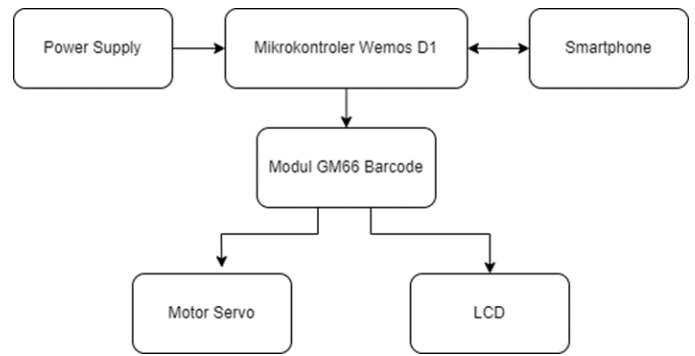 Power Supply
Mikrokontroler Wemos D1
Smartphone
Modul GM66 Barcode
Motor Servo
LCD